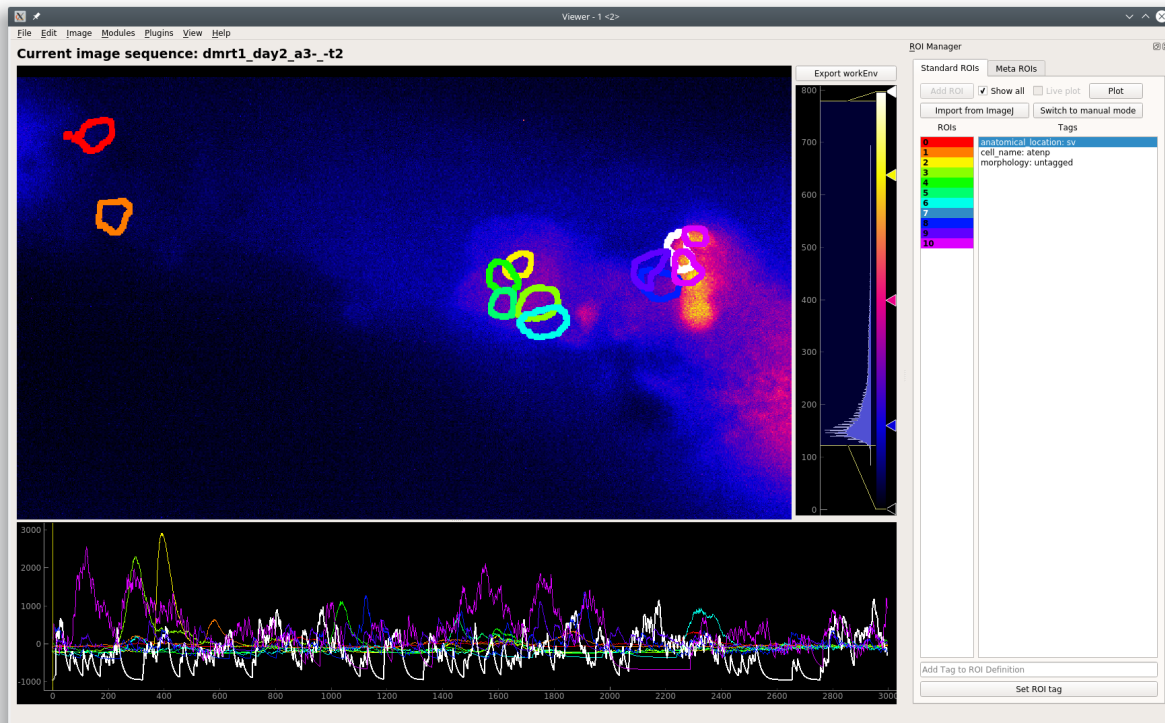 Viewer - 1 <2>
File Edit Image Modules Plugins View Help
Current image sequence: dmrt1_day2_a3-_-t2
Export workEnv
800
700
600
500
400
300
200
100
0
3000
2000
1000
0
-1000
0 200 400 600 800 1000 1200 1400 1600 1800 2000 2200 2400 2600 2800 3000
ROI Manager
Standard ROIs Meta ROIs
Add ROI Show all Live plot Plot
Import from ImageJ Switch to manual mode
ROIs Tags
0 anatomical_location: sv
1 cell_name: atenp
2 morphology: untagged
3
4
5
6
7
8
9
10
Add Tag to ROI Definition
Set ROI tag